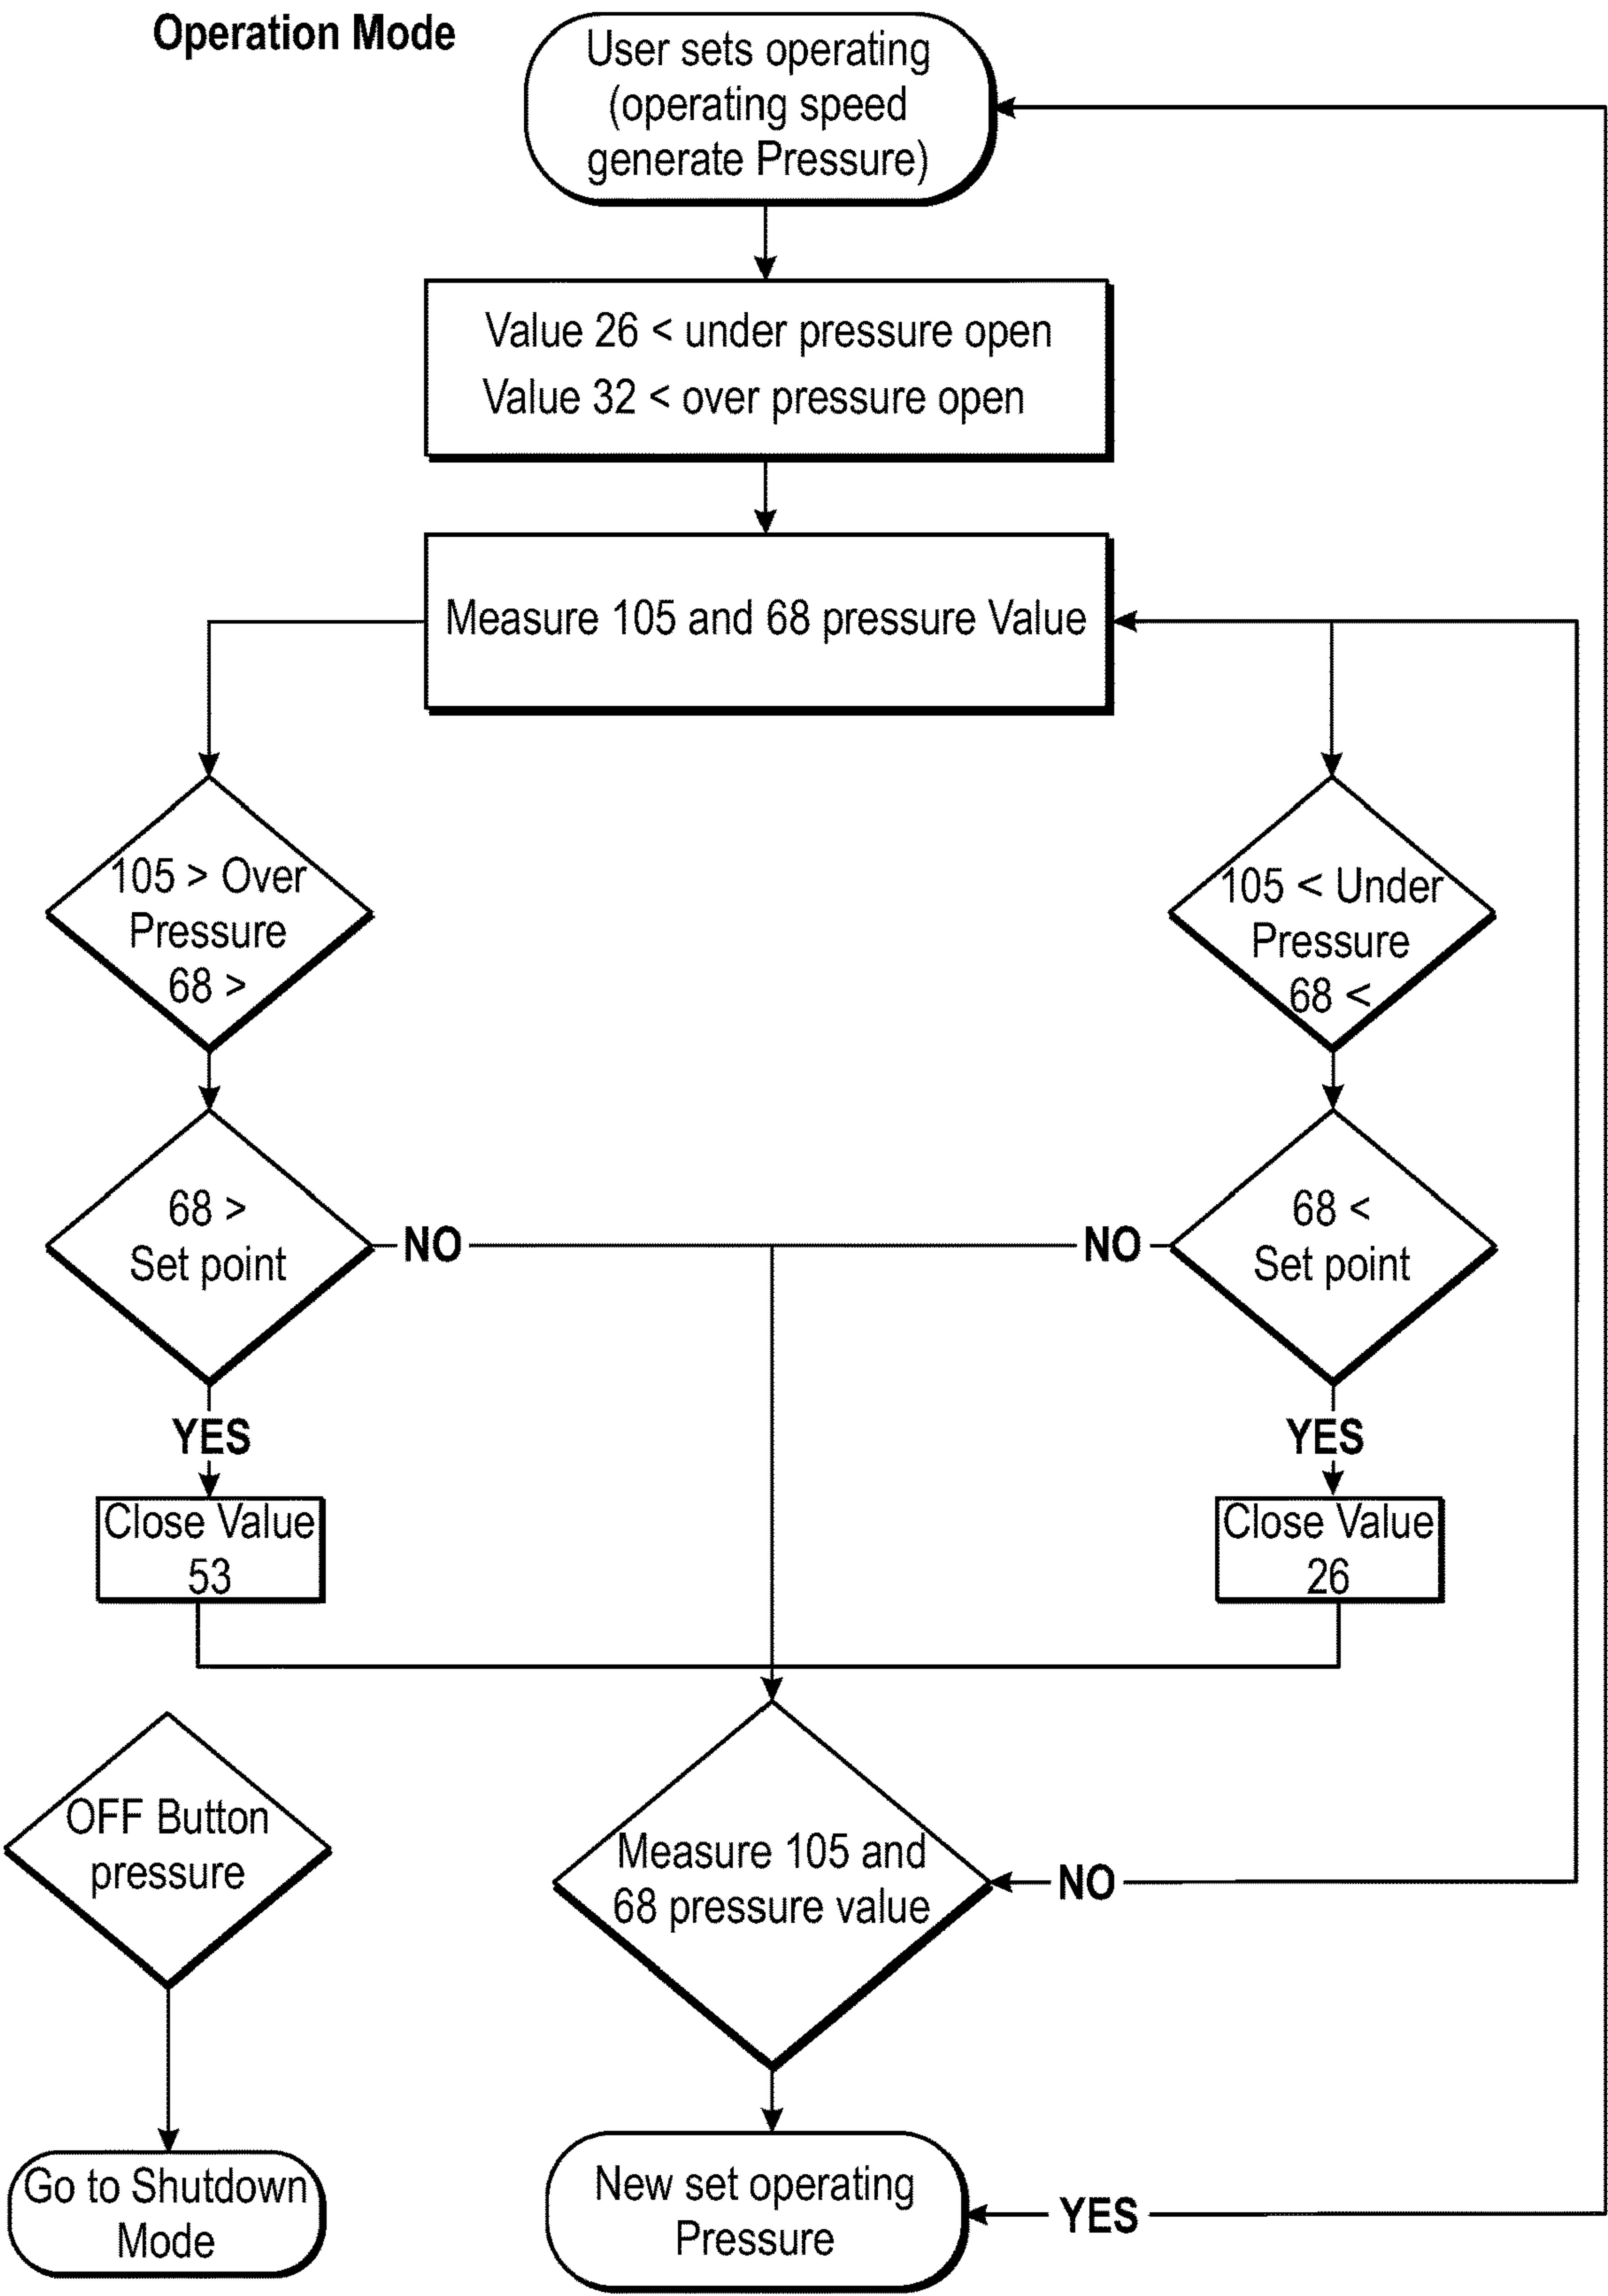 Operation Mode
User sets operating
(operating speed
generate Pressure)
Value 26 < under pressure open
Value 32 < over pressure open
Measure 105 and 68 pressure Value
105 > Over
Pressure
68 >
105 < Under
Pressure
68 <
68 >
Set point
NO
NO
68 <
Set point
YES
YES
Close Value
53
Close Value
26
OFF Button
pressure
Measure 105 and
68 pressure value
NO
Go to Shutdown
Mode
New set operating
Pressure
YES